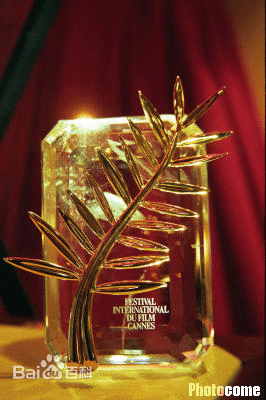 FESTIVAL
INTERNATIONAL
DU FILM
CANNES
Bai百科
Photocome